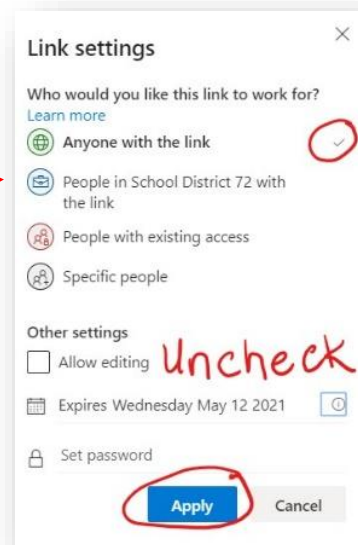 Link settings
Who would you like this link to work for?
Learn more
Anyone with the link
People in School District 72 with
the link
People with existing access
Specific people
Other settings
Allow editing Uncheck
Expires Wednesday May 12 2021
Set password
Apply Cancel